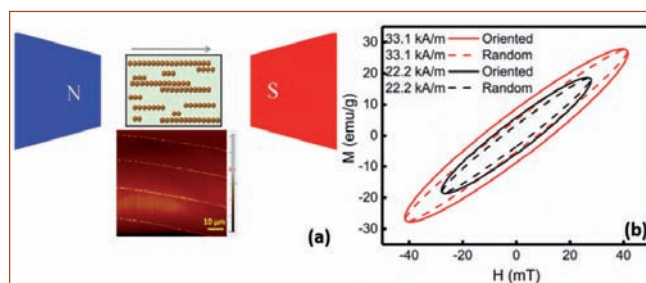 N
S
10 µm
(a)
33.1 kA/m Oriented
33.1 kA/m Random
22.2 kA/m Oriented
22.2 kA/m Random
30
20
10
0
-10
-20
-30
M (emu/g)
-40 -20 0 20 40
H (mT)
(b)